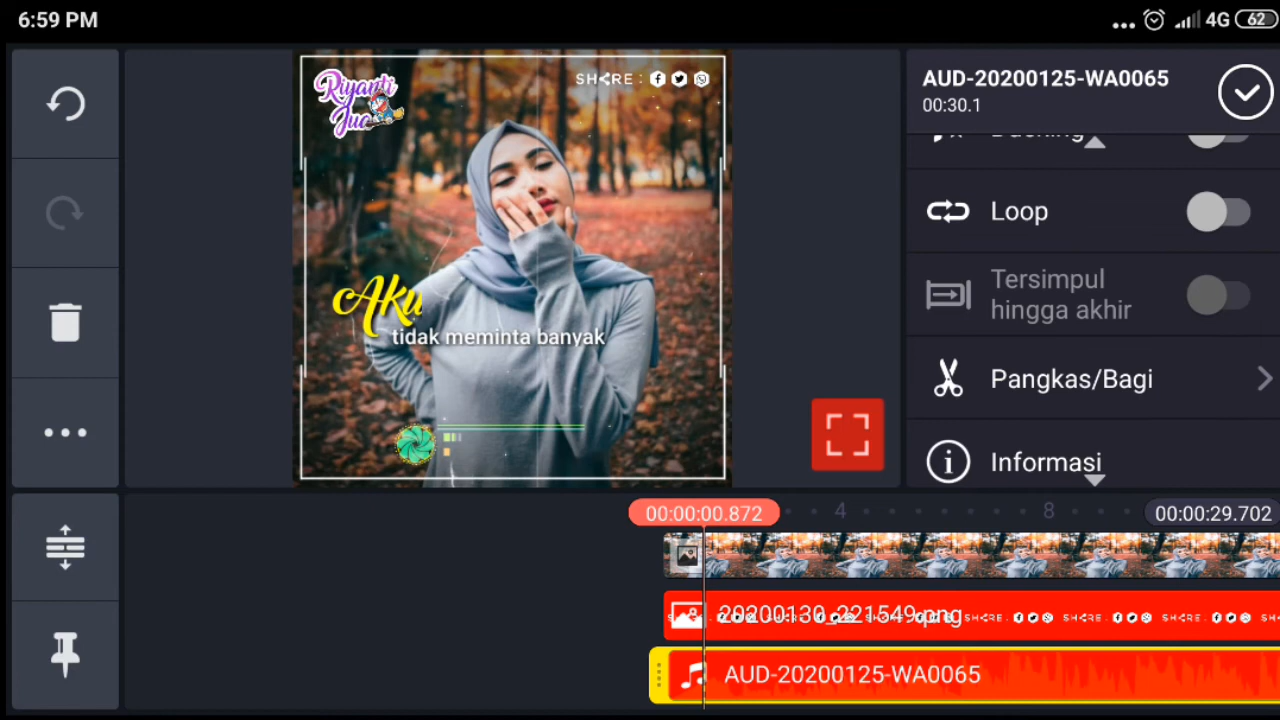 6:59 PM
4G 62
Riyanti
SHARE :
Aku
tidak meminta banyak
AUD-20200125-WA0065
00:30.1
Ducking
Loop
Tersimpul
hingga akhir
Pangkas/Bagi
Informasi
00:00:00.872
4
8
00:00:29.702
20200130_221549.png
AUD-20200125-WA0065